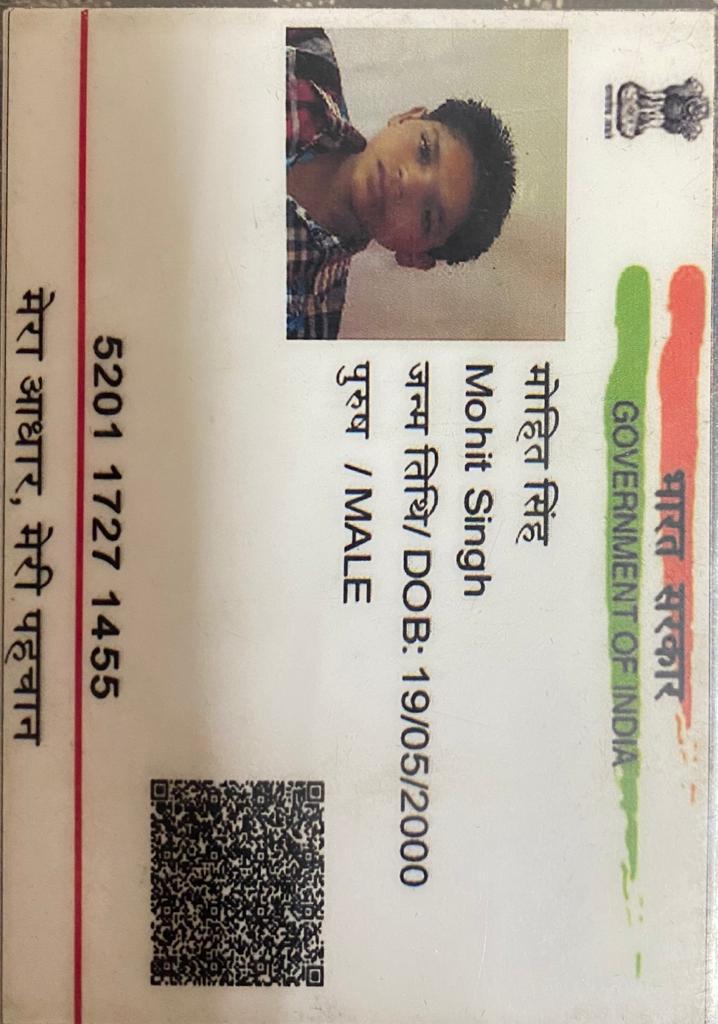 भारत सरकार
GOVERNMENT OF INDIA
मोहित सिंह
Mohit Singh
जन्म तिथि/ DOB: 19/05/2000
पुरुष / MALE
5201 1727 1455
मेरा आधार, मेरी पहचान